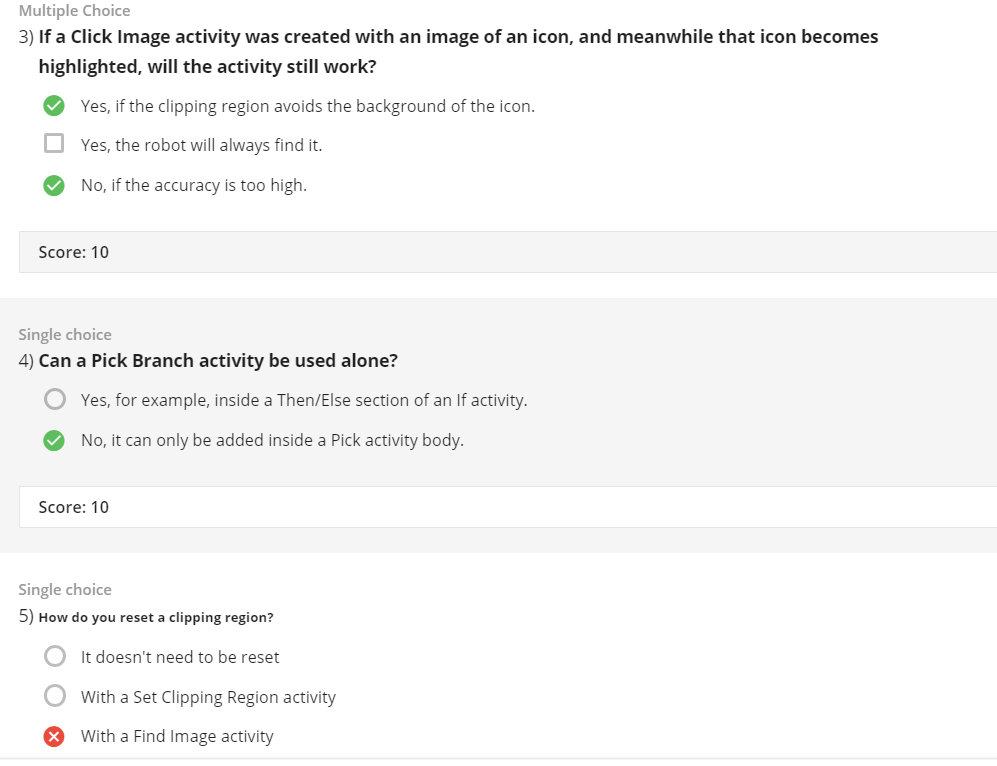 Multiple Choice
3) If a Click Image activity was created with an image of an icon, and meanwhile that icon becomes
highlighted, will the activity still work?
Yes, if the clipping region avoids the background of the icon.
Yes, the robot will always find it.
No, if the accuracy is too high.
Score: 10
Single choice
4) Can a Pick Branch activity be used alone?
Yes, for example, inside a Then/Else section of an If activity.
No, it can only be added inside a Pick activity body.
Score: 10
Single choice
5) How do you reset a clipping region?
It doesn't need to be reset
With a Set Clipping Region activity
With a Find Image activity